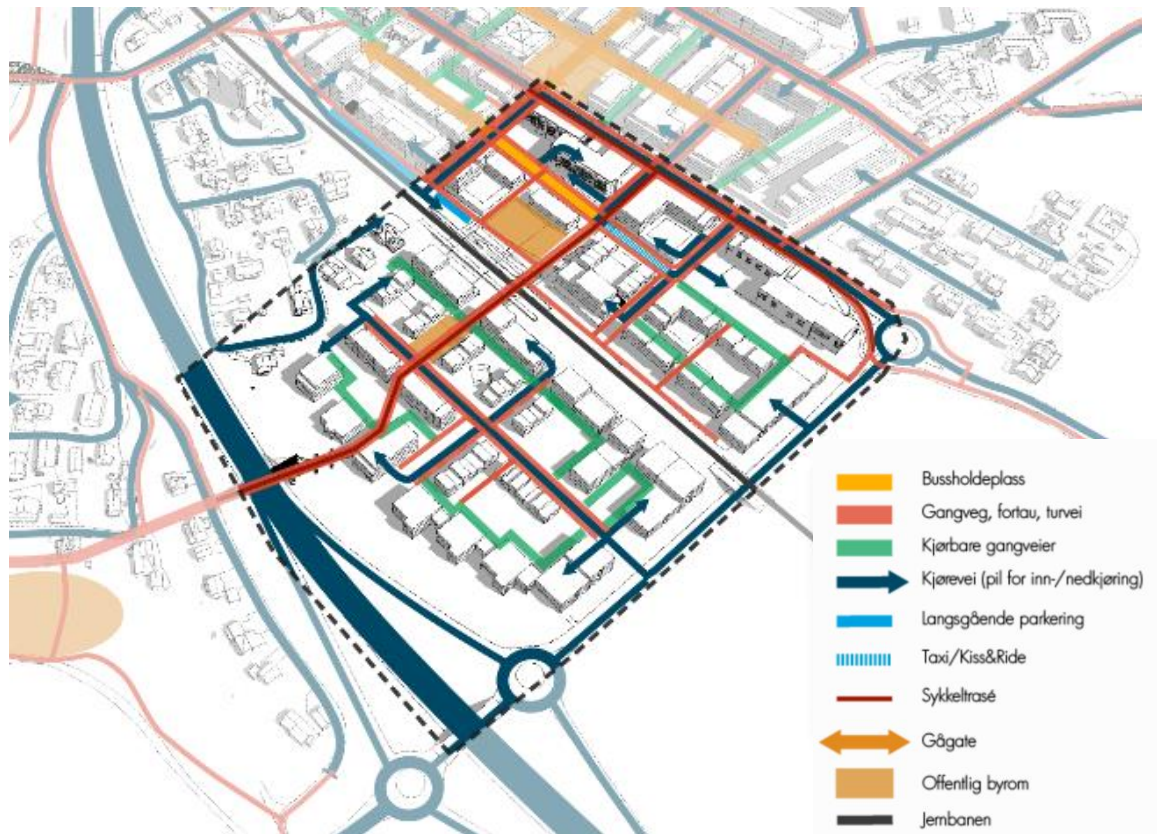 Bussholdeplass
Gangveg, fortau, turvei
Kjørbare gangveier
Kjørevei (pil for inn-/nedkjøring)
Langsgående parkering
Taxi/Kiss&Ride
Sykkeltrasé
Gågate
Offentlig byrom
Jernbanen